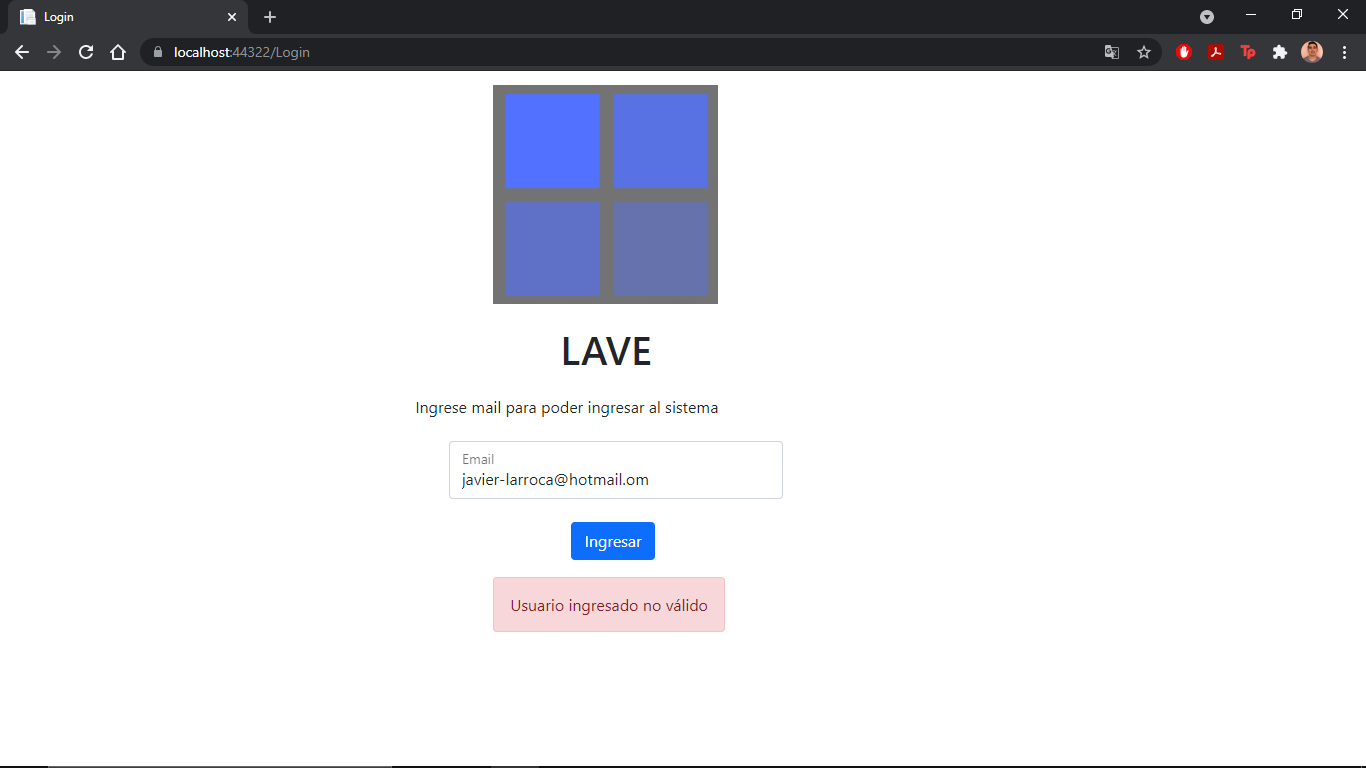 Login
localhost:44322/Login
LAVE
Ingrese mail para poder ingresar al sistema
Email
javier-larroca@hotmail.om
Ingresar
Usuario ingresado no válido